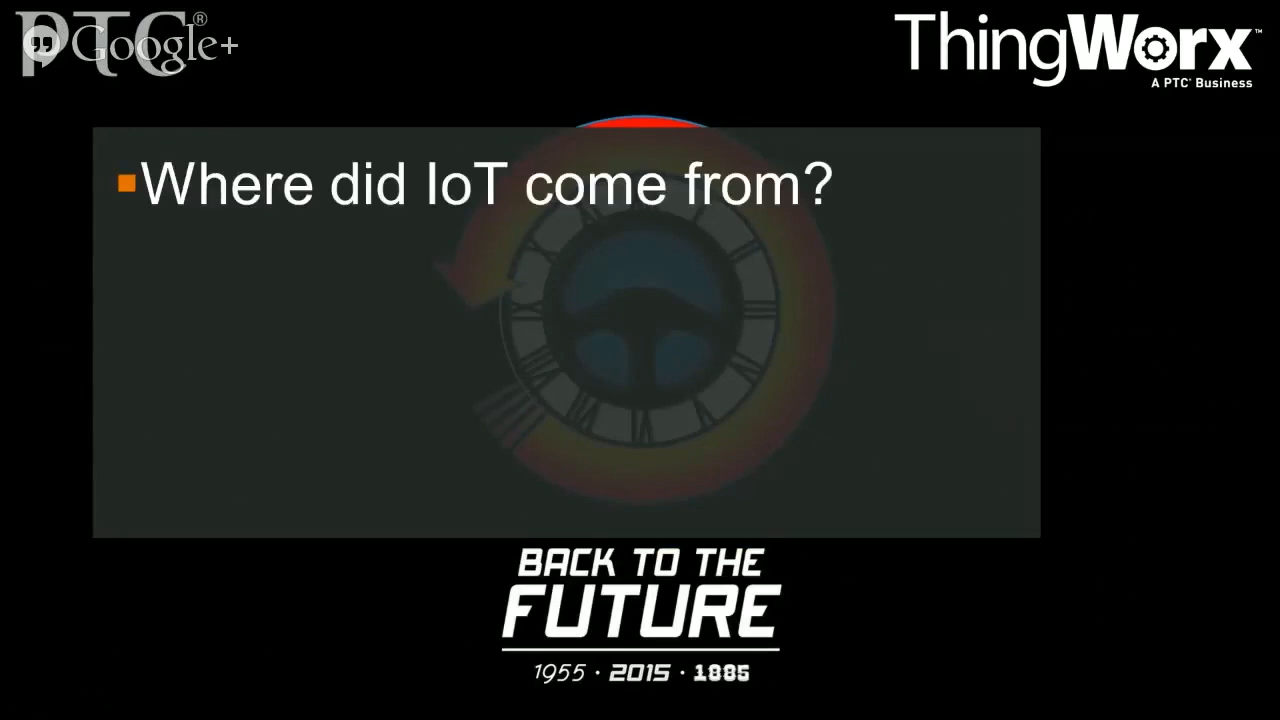 PTC®
Google+
ThingWorx™
A PTC® Business
Where did IoT come from?
BACK TO THE
FUTURE
1955 · 2015 · 1885